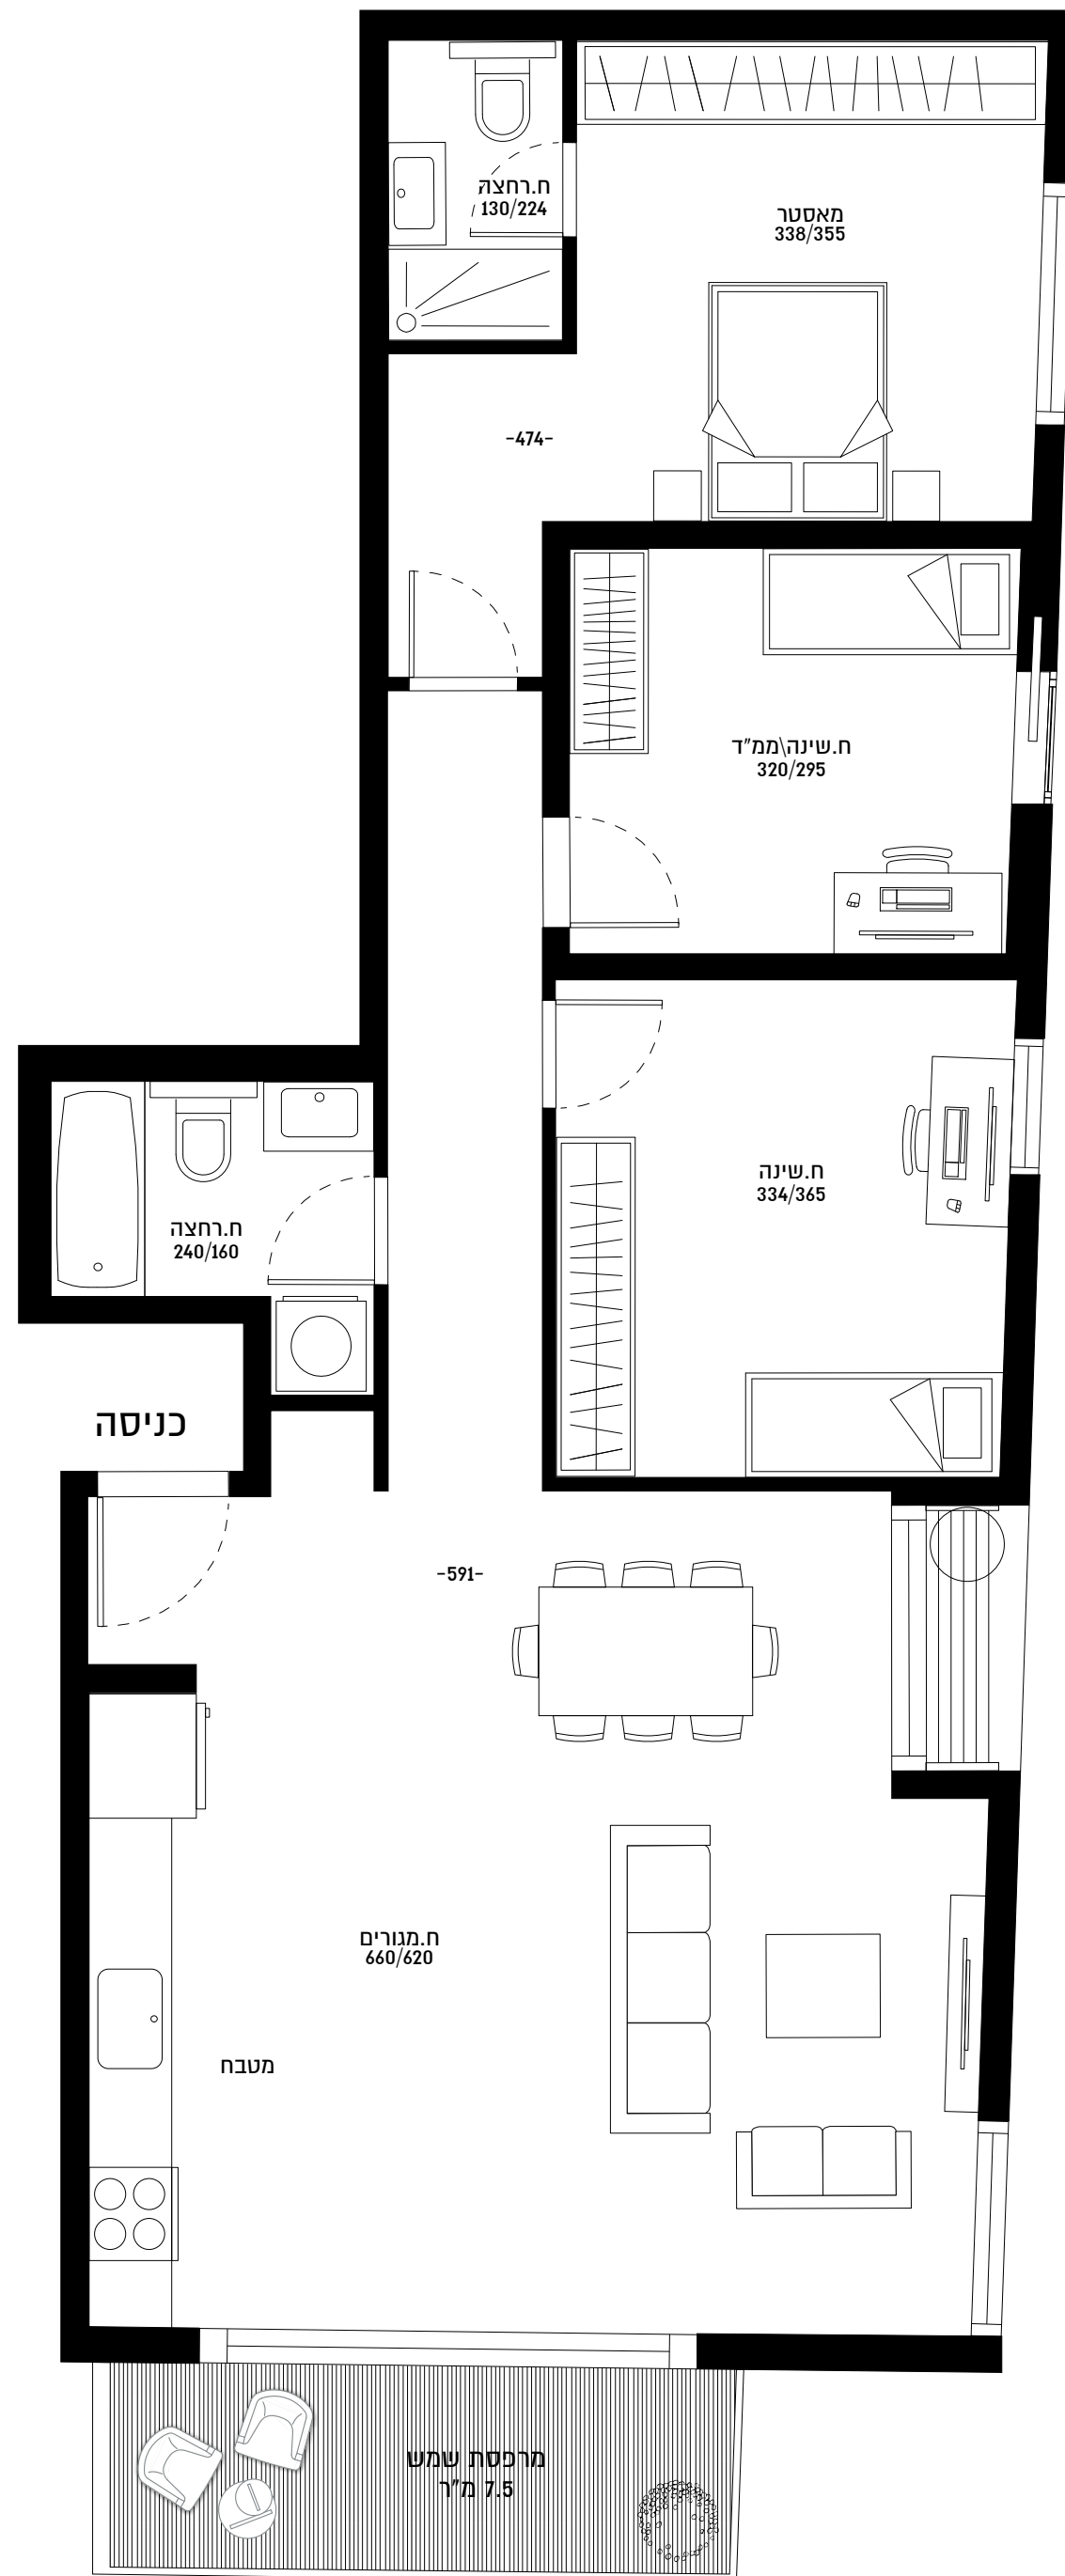 ח.רחצה
130/224
מאסטר
338/355
-474-
ח.שינה\ממ"ד
320/295
ח.שינה
334/365
ח.רחצה
240/160
כניסה
-591-
ח.מגורים
660/620
מטבח
מרפסת שמש
7.5 מ"ר